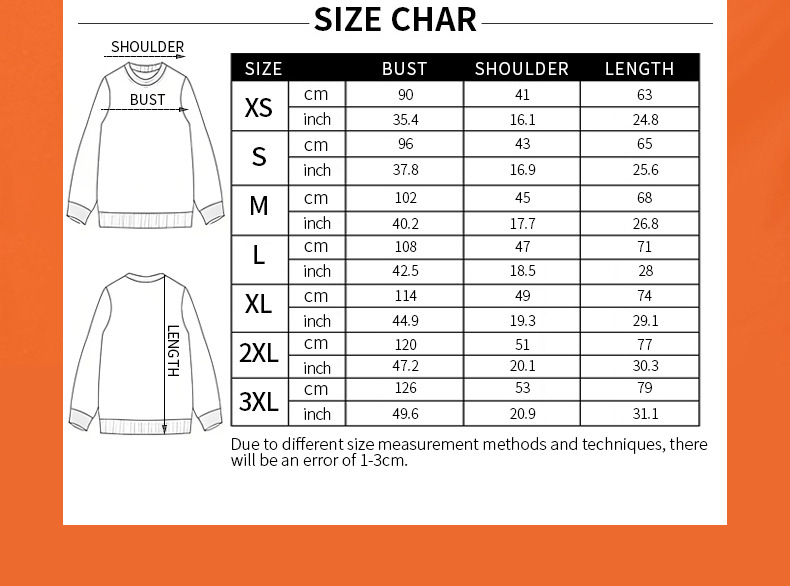 SIZE CHAR
SHOULDER
BUST
LENGTH
SIZE BUST SHOULDER LENGTH
XS
cm 90 41 63
inch 35.4 16.1 24.8
S
cm 96 43 65
inch 37.8 16.9 25.6
M
cm 102 45 68
inch 40.2 17.7 26.8
L
cm 108 47 71
inch 42.5 18.5 28
XL
cm 114 49 74
inch 44.9 19.3 29.1
2XL
cm 120 51 77
inch 47.2 20.1 30.3
3XL
cm 126 53 79
inch 49.6 20.9 31.1
Due to different size measurement methods and techniques, there
will be an error of 1-3cm.